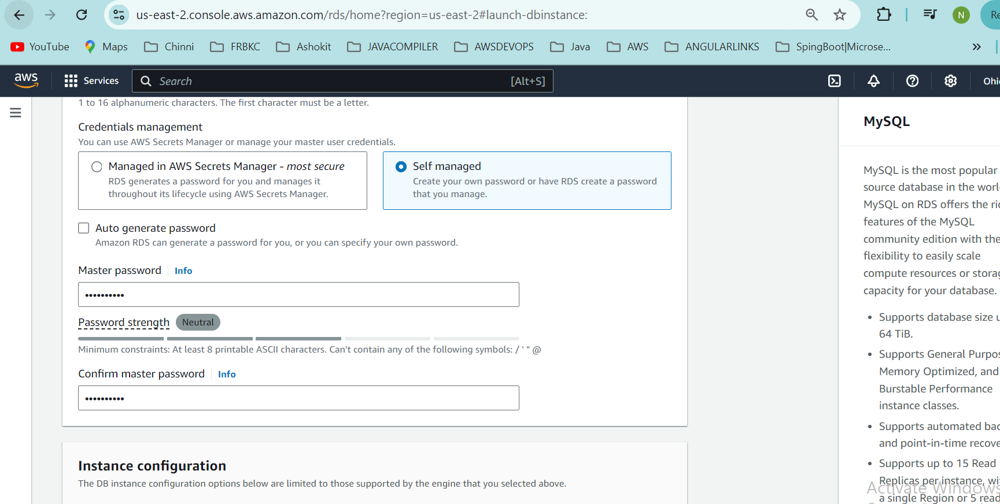 us-east-2.console.aws.amazon.com/rds/home?region=us-east-2#launch-dbinstance:
N
Re
YouTube Maps Chinni FRBKC Ashokit JAVACOMPILER AWSDEVOPS Java AWS ANGULARLINKS SpingBoot|Microse... »
aws Services Search [Alt+S]
1 to 16 alphanumeric characters. The first character must be a letter.
Credentials management
You can use AWS Secrets Manager or manage your master user credentials.
Managed in AWS Secrets Manager - most secure
RDS generates a password for you and manages it
throughout its lifecycle using AWS Secrets Manager.
Self managed
Create your own password or have RDS create a password
that you manage.
Auto generate password
Amazon RDS can generate a password for you, or you can specify your own password.
Master password Info
••••••••••
Password strength Neutral
Minimum constraints: At least 8 printable ASCII characters. Can't contain any of the following symbols: / ' " @
Confirm master password Info
••••••••••
Instance configuration
The DB instance configuration options below are limited to those supported by the engine that you selected above.
MySQL
MySQL is the most popular
source database in the
MySQL on RDS offers the
features of the MySQL
community edition with the
flexibility to easily scale
compute resources or
capacity for your database.
• Supports database size
64 TiB.
• Supports General
Memory Optimized, and
Burstable Performance
instance classes.
• Supports automated
and point-in-time
• Supports up to 15 Read
Replicas per instance,
a single Region or 5 read
Activate Windows